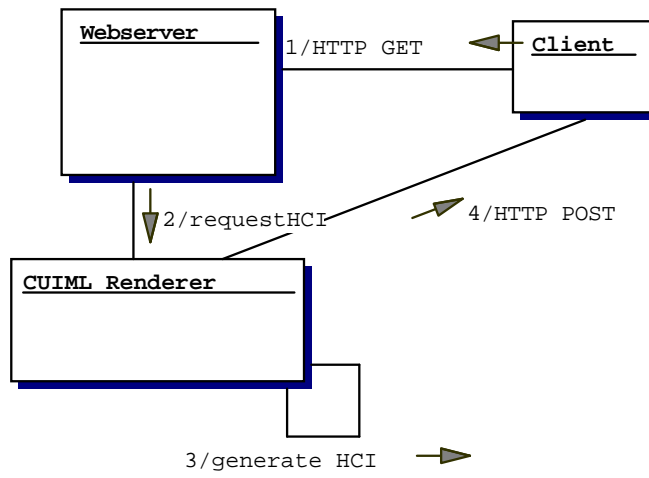 Webserver
1/HTTP GET
Client
2/requestHCI
4/HTTP POST
CUIML Renderer
3/generate HCI